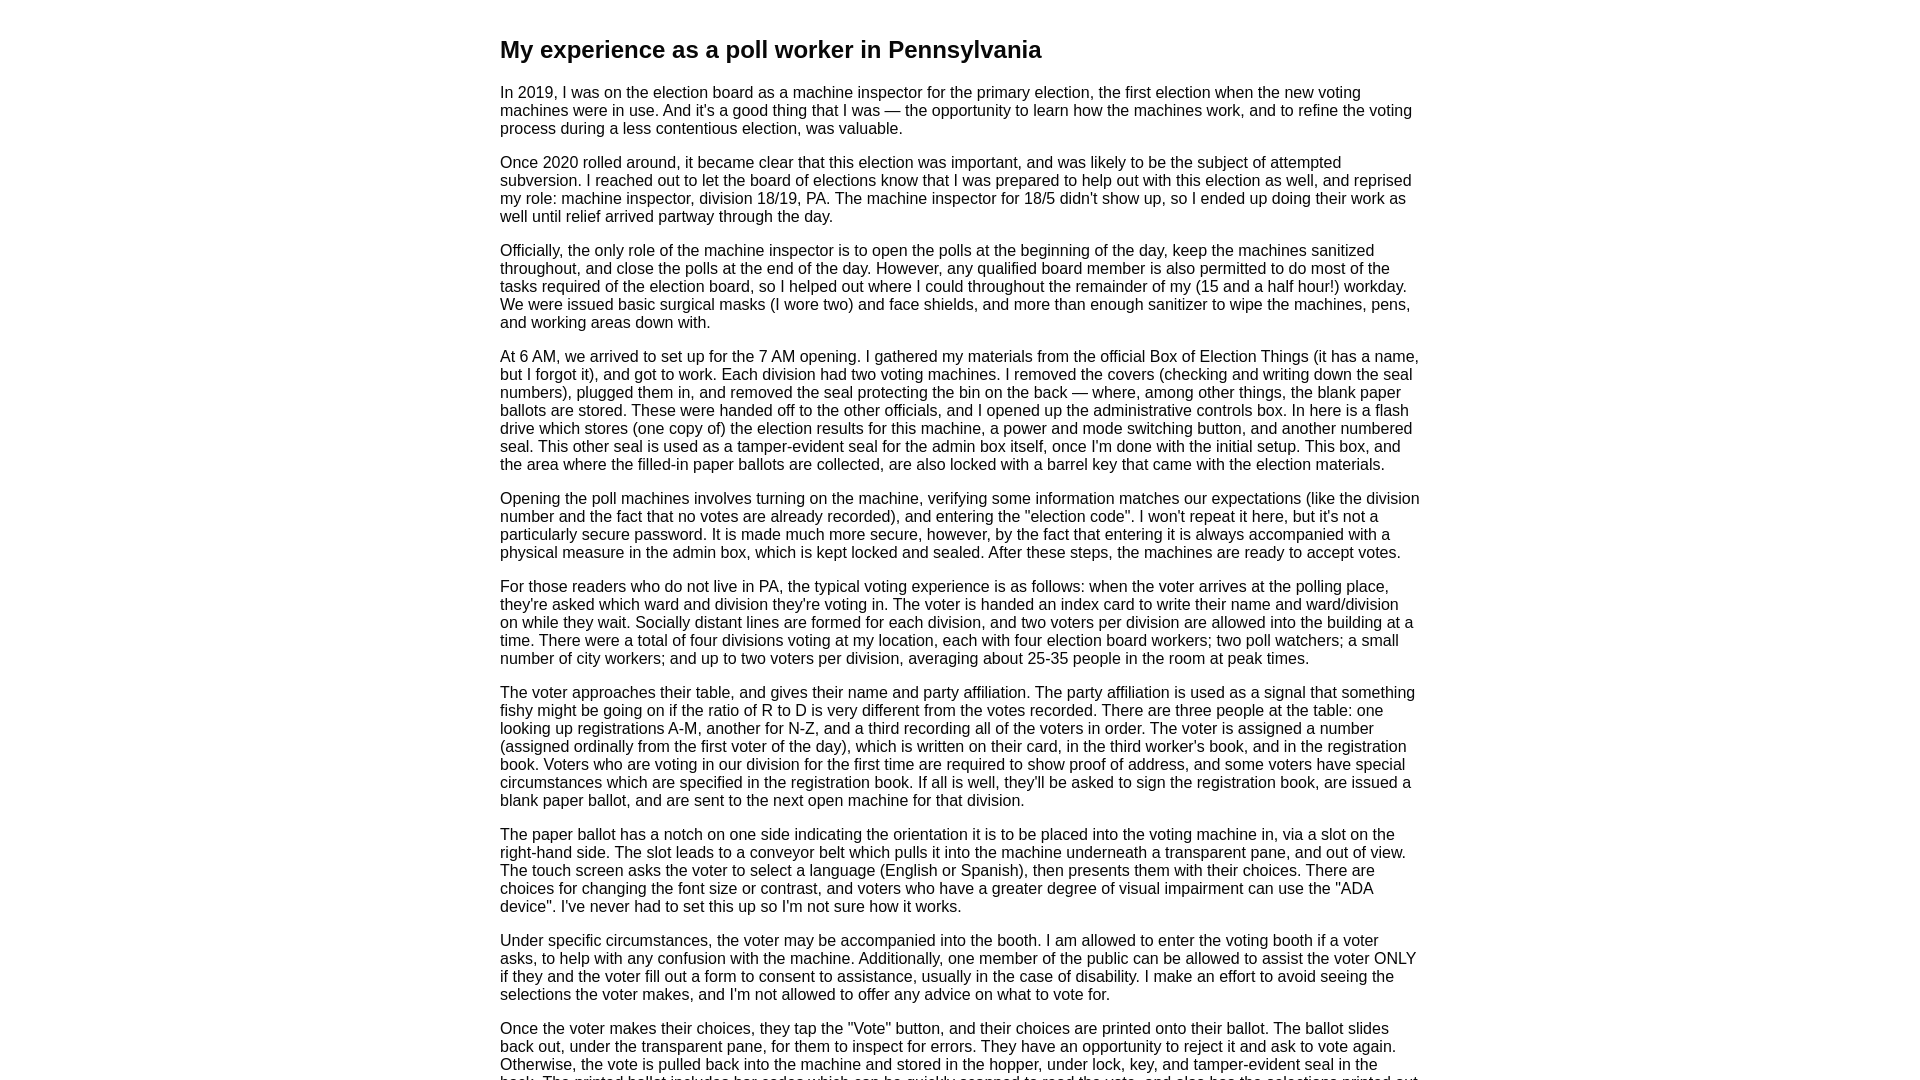 My experience as a poll worker in Pennsylvania
In 2019, I was on the election board as a machine inspector for the primary election, the first election when the new voting
machines were in use. And it's a good thing that I was — the opportunity to learn how the machines work, and to refine the voting
process during a less contentious election, was valuable.
Once 2020 rolled around, it became clear that this election was important, and was likely to be the subject of attempted
subversion. I reached out to let the board of elections know that I was prepared to help out with this election as well, and reprised
my role: machine inspector, division 18/19, PA. The machine inspector for 18/5 didn't show up, so I ended up doing their work as
well until relief arrived partway through the day.
Officially, the only role of the machine inspector is to open the polls at the beginning of the day, keep the machines sanitized
throughout, and close the polls at the end of the day. However, any qualified board member is also permitted to do most of the
tasks required of the election board, so I helped out where I could throughout the remainder of my (15 and a half hour!) workday.
We were issued basic surgical masks (I wore two) and face shields, and more than enough sanitizer to wipe the machines, pens,
and working areas down with.
At 6 AM, we arrived to set up for the 7 AM opening. I gathered my materials from the official Box of Election Things (it has a name,
but I forgot it), and got to work. Each division had two voting machines. I removed the covers (checking and writing down the seal
numbers), plugged them in, and removed the seal protecting the bin on the back — where, among other things, the blank paper
ballots are stored. These were handed off to the other officials, and I opened up the administrative controls box. In here is a flash
drive which stores (one copy of) the election results for this machine, a power and mode switching button, and another numbered
seal. This other seal is used as a tamper-evident seal for the admin box itself, once I'm done with the initial setup. This box, and
the area where the filled-in paper ballots are collected, are also locked with a barrel key that came with the election materials.
Opening the poll machines involves turning on the machine, verifying some information matches our expectations (like the division
number and the fact that no votes are already recorded), and entering the "election code". I won't repeat it here, but it's not a
particularly secure password. It is made much more secure, however, by the fact that entering it is always accompanied with a
physical measure in the admin box, which is kept locked and sealed. After these steps, the machines are ready to accept votes.
For those readers who do not live in PA, the typical voting experience is as follows: when the voter arrives at the polling place,
they're asked which ward and division they're voting in. The voter is handed an index card to write their name and ward/division
on while they wait. Socially distant lines are formed for each division, and two voters per division are allowed into the building at a
time. There were a total of four divisions voting at my location, each with four election board workers; two poll watchers; a small
number of city workers; and up to two voters per division, averaging about 25-35 people in the room at peak times.
The voter approaches their table, and gives their name and party affiliation. The party affiliation is used as a signal that something
fishy might be going on if the ratio of R to D is very different from the votes recorded. There are three people at the table: one
looking up registrations A-M, another for N-Z, and a third recording all of the voters in order. The voter is assigned a number
(assigned ordinally from the first voter of the day), which is written on their card, in the third worker's book, and in the registration
book. Voters who are voting in our division for the first time are required to show proof of address, and some voters have special
circumstances which are specified in the registration book. If all is well, they'll be asked to sign the registration book, are issued a
blank paper ballot, and are sent to the next open machine for that division.
The paper ballot has a notch on one side indicating the orientation it is to be placed into the voting machine in, via a slot on the
right-hand side. The slot leads to a conveyor belt which pulls it into the machine underneath a transparent pane, and out of view.
The touch screen asks the voter to select a language (English or Spanish), then presents them with their choices. There are
choices for changing the font size or contrast, and voters who have a greater degree of visual impairment can use the "ADA
device". I've never had to set this up so I'm not sure how it works.
Under specific circumstances, the voter may be accompanied into the booth. I am allowed to enter the voting booth if a voter
asks, to help with any confusion with the machine. Additionally, one member of the public can be allowed to assist the voter ONLY
if they and the voter fill out a form to consent to assistance, usually in the case of disability. I make an effort to avoid seeing the
selections the voter makes, and I'm not allowed to offer any advice on what to vote for.
Once the voter makes their choices, they tap the "Vote" button, and their choices are printed onto their ballot. The ballot slides
back out, under the transparent pane, for them to inspect for errors. They have an opportunity to reject it and ask to vote again.
Otherwise, the vote is pulled back into the machine and stored in the hopper, under lock, key, and tamper-evident seal in the
back. The printed ballot includes bar codes which can be quickly scanned to read the vote, and also has the selections printed out